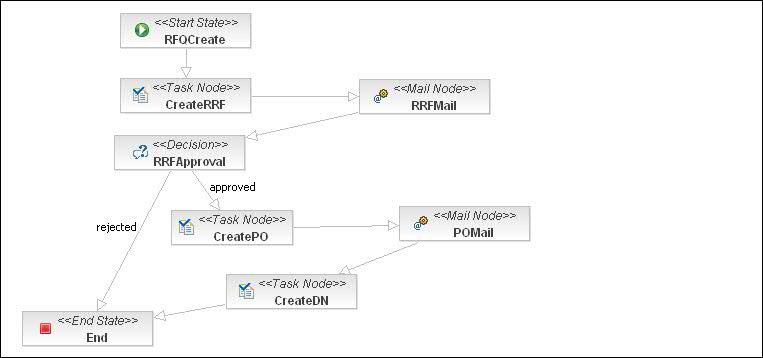 <<Start State>>
RFQCreate
<<Task Node>>
CreateRRF
<<Mail Node>>
RRFMail
<<Decision>>
RRFApproval
approved
rejected
<<Task Node>>
CreatePO
<<Mail Node>>
POMail
<<Task Node>>
CreateDN
<<End State>>
End